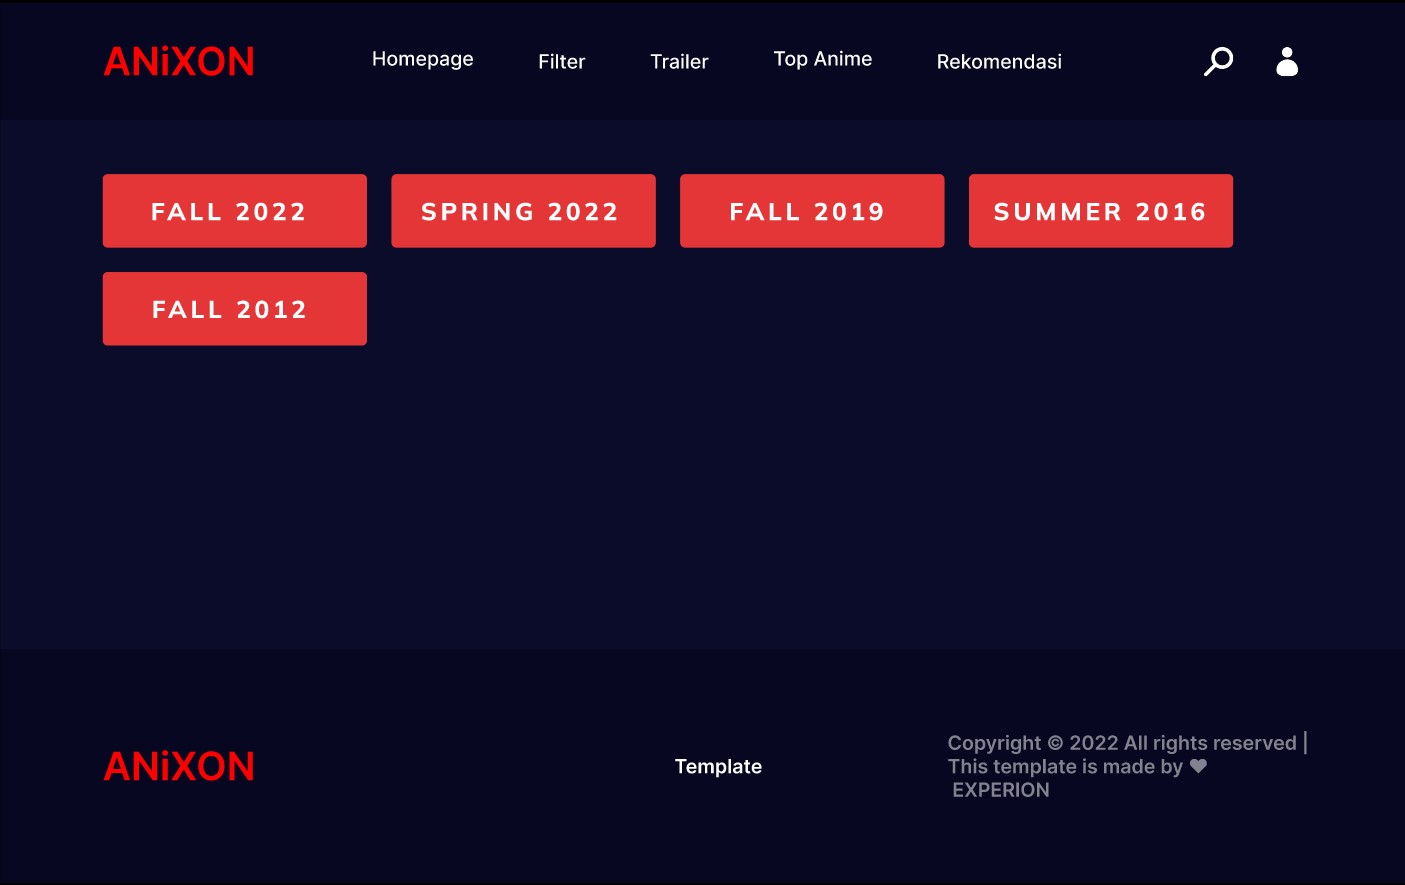 ANiXON
Homepage
Filter
Trailer
Top Anime
Rekomendasi
FALL 2022
SPRING 2022
FALL 2019
SUMMER 2016
FALL 2012
ANiXON
Template
Copyright © 2022 All rights reserved |
This template is made by ♥
EXPERION